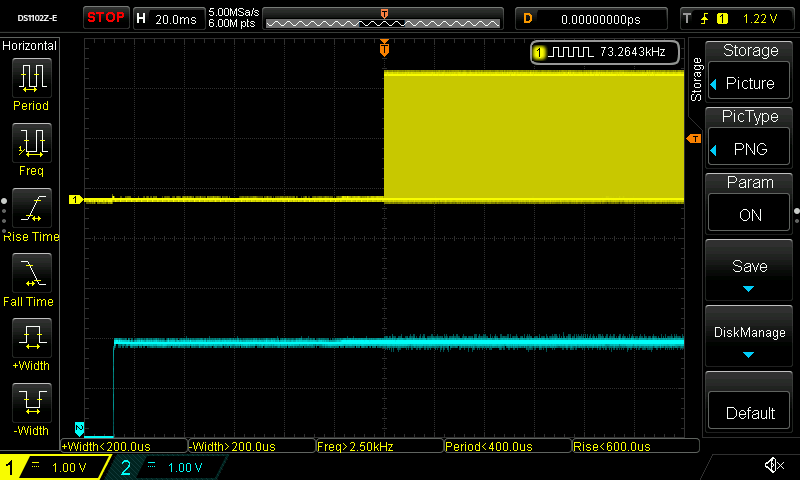 DS1102Z-E
STOP
H 20.0ms
5.00MSa/s
6.00M pts
T
D 0.00000000ps
T 1 1.22 V
Horizontal
Period
Freq
Rise Time
Fall Time
+Width
-Width
T
1 73.2643kHz
1
T
2
+Width<200.0us
-Width>200.0us
Freq>2.50kHz
Period<400.0us
Rise<600.0us
1 1.00 V
2 1.00 V
Storage
Storage
Picture
PicType
PNG
Param
ON
Save
DiskManage
Default